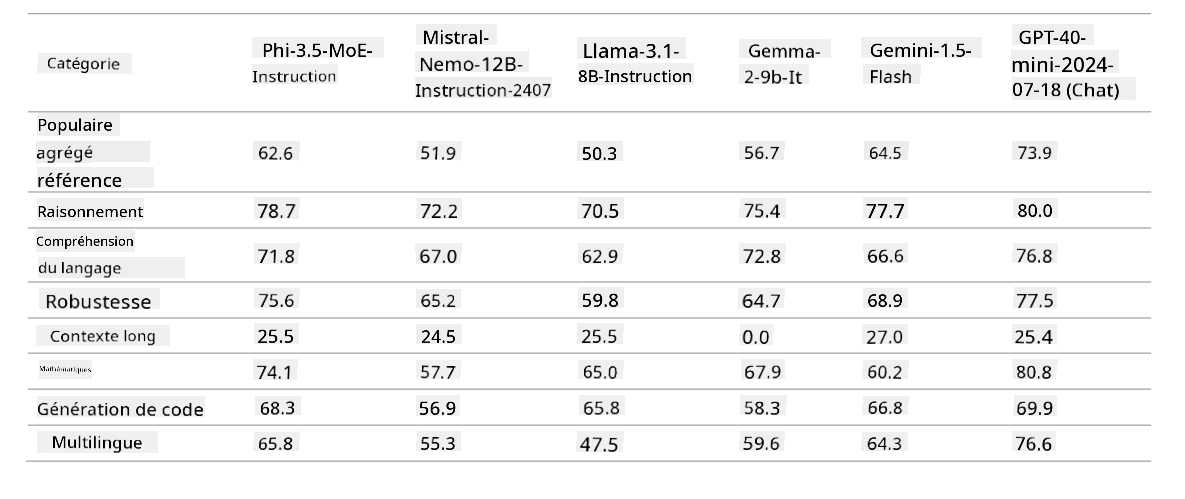 Catégorie Phi-3.5-MoE-Instruction Mistral-Nemo-12B-Instruction-2407 Llama-3.1-8B-Instruction Gemma-2-9b-It Gemini-1.5-Flash GPT-40-mini-2024-07-18 (Chat)
Populaire agrégé référence 62.6 51.9 50.3 56.7 64.5 73.9
Raisonnement 78.7 72.2 70.5 75.4 77.7 80.0
Compréhension du langage 71.8 67.0 62.9 72.8 66.6 76.8
Robustesse 75.6 65.2 59.8 64.7 68.9 77.5
Contexte long 25.5 24.5 25.5 0.0 27.0 25.4
Mathématiques 74.1 57.7 65.0 67.9 60.2 80.8
Génération de code 68.3 56.9 65.8 58.3 66.8 69.9
Multilingue 65.8 55.3 47.5 59.6 64.3 76.6